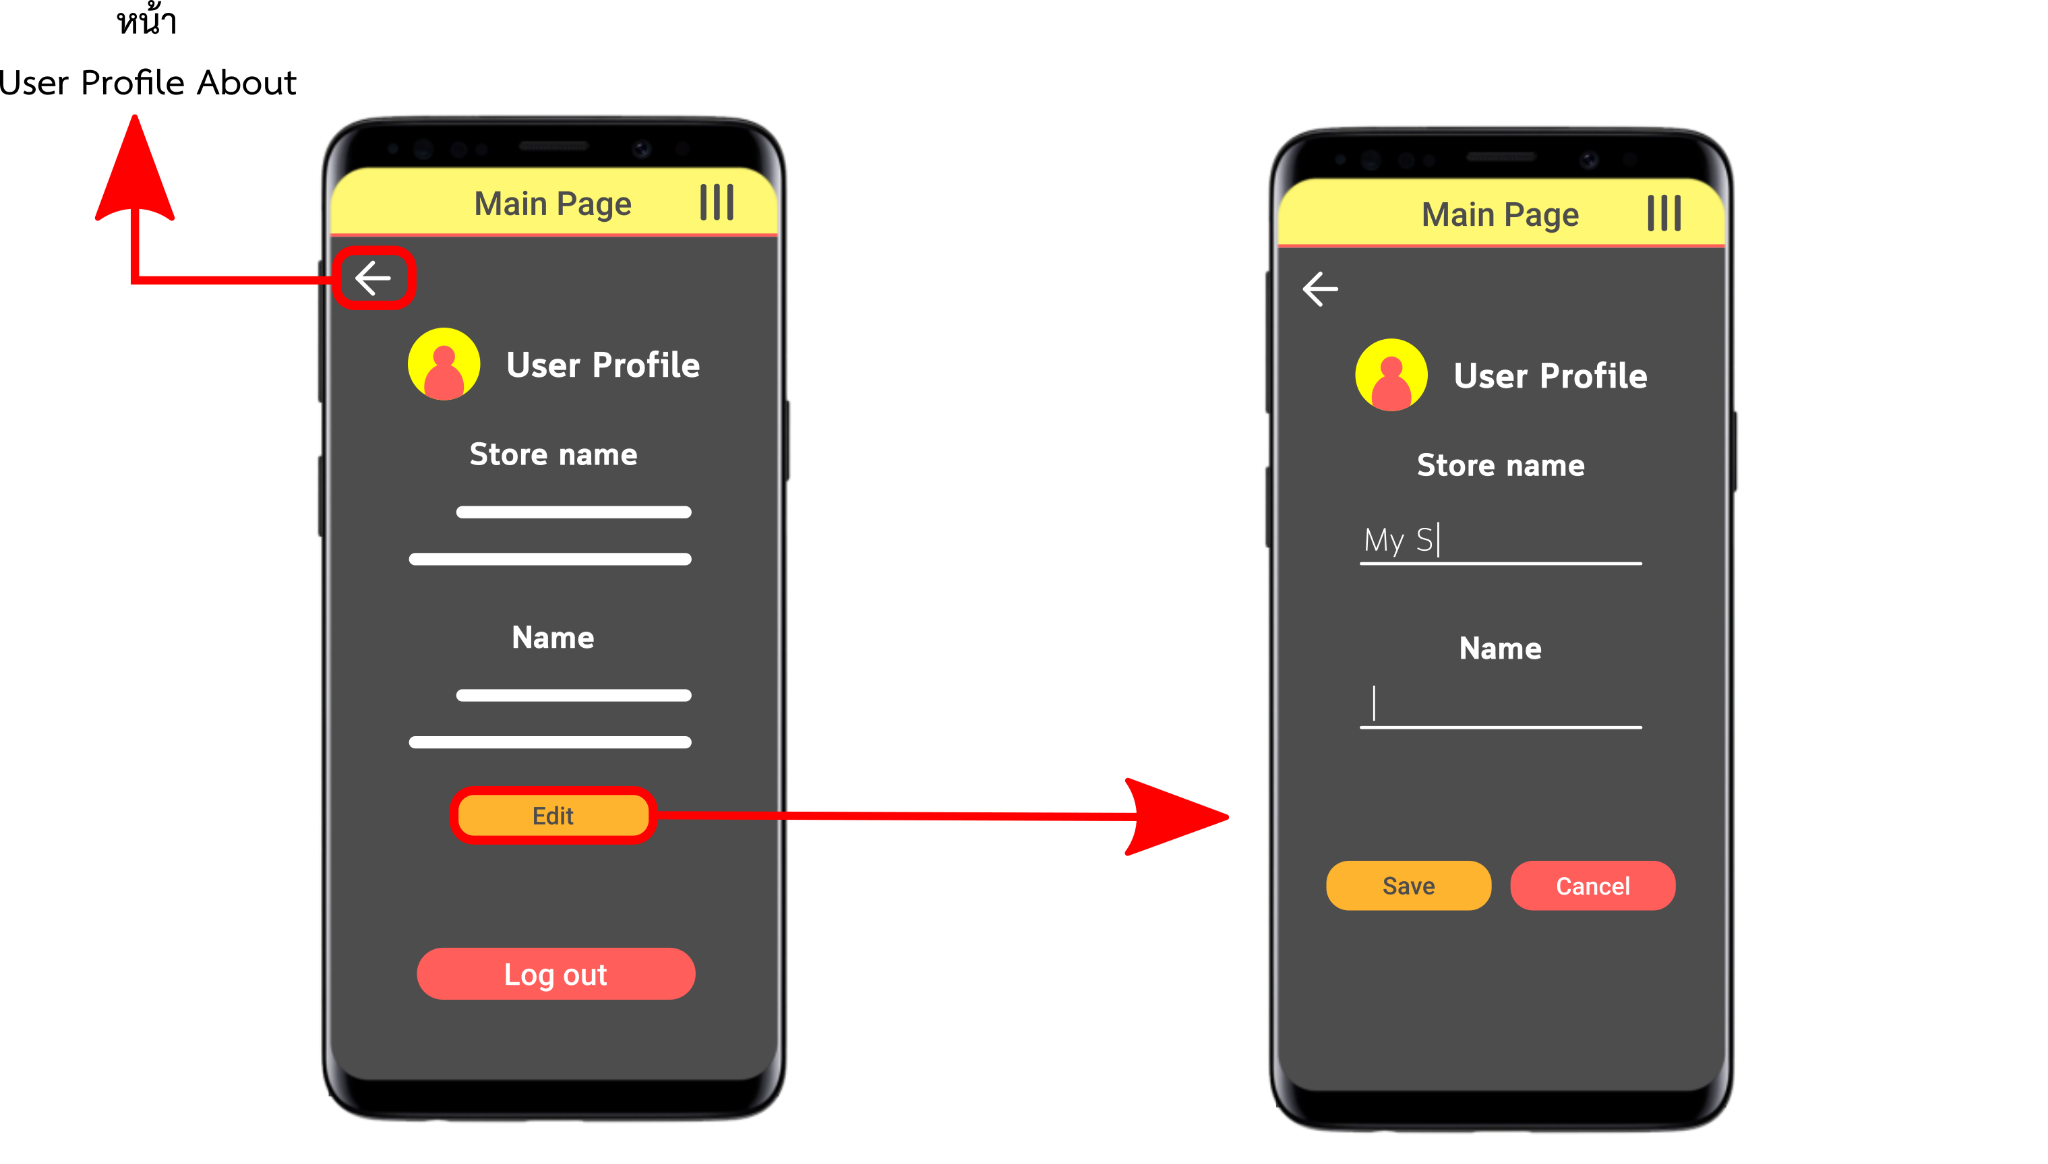 หน้า
User Profile About
Main Page
User Profile
Store name
Name
Edit
Log out
Main Page
User Profile
Store name
My S
Name
Save
Cancel